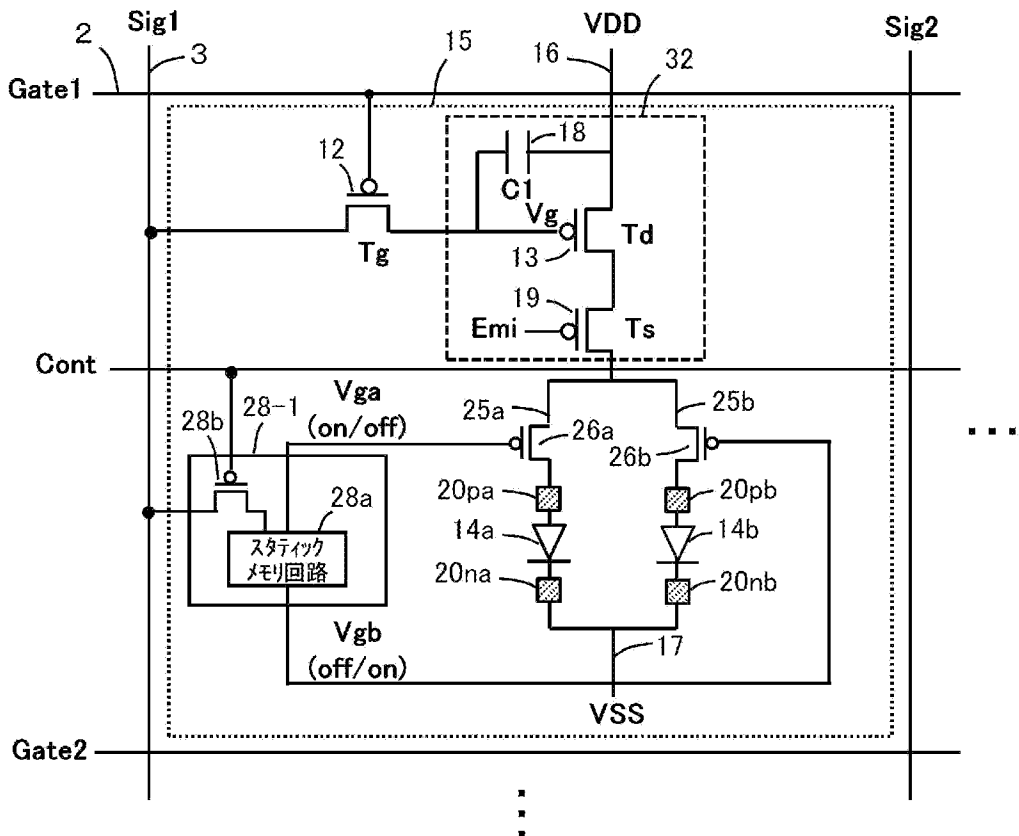 Sig1
VDD
Sig2
2
3
15
16
32
Gate1
12
18
C1
Vg
Tg
13
Td
19
Emi
Ts
Cont
Vga
(on/off)
28b
28-1
25a
25b
26a
26b
28a
20pa
20pb
スタティック
メモリ回路
14a
14b
20na
20nb
Vgb
(off/on)
17
VSS
Gate2